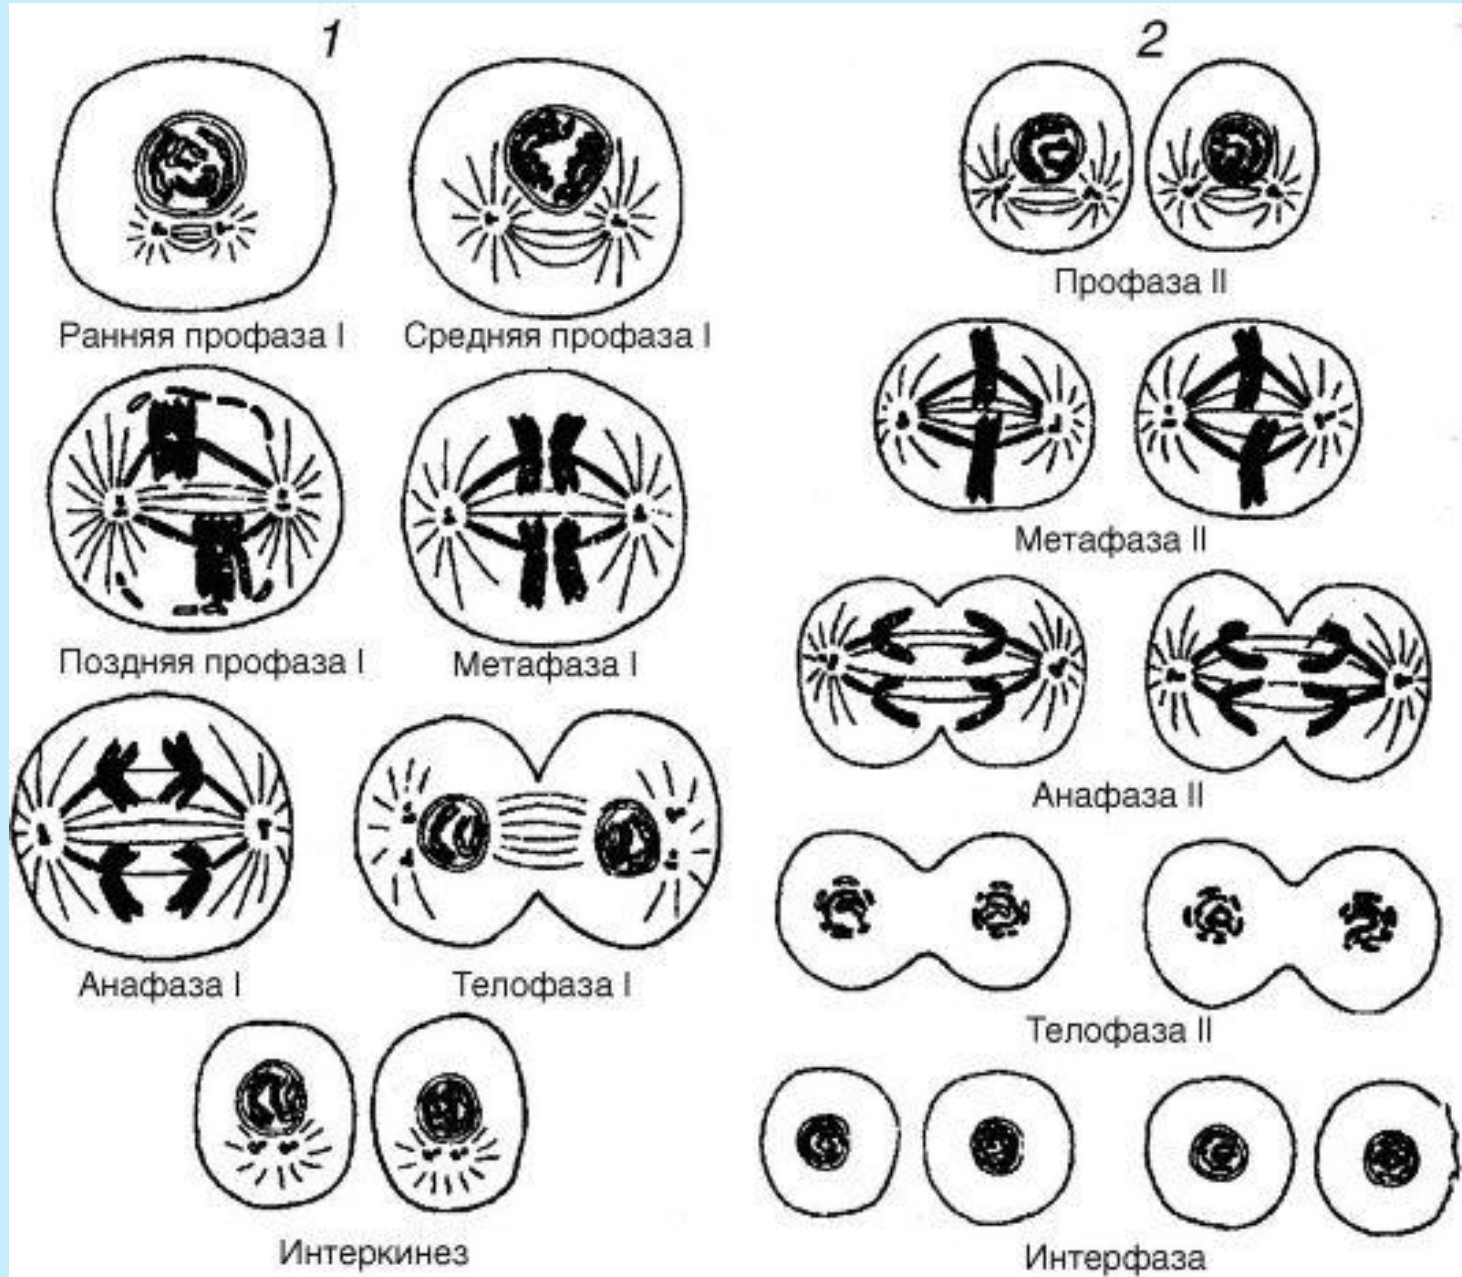 1
Ранняя профаза I
Средняя профаза I
Поздняя профаза I
Метафаза I
Анафаза I
Телофаза I
Интеркинез
2
Профаза II
Метафаза II
Анафаза II
Телофаза II
Интерфаза